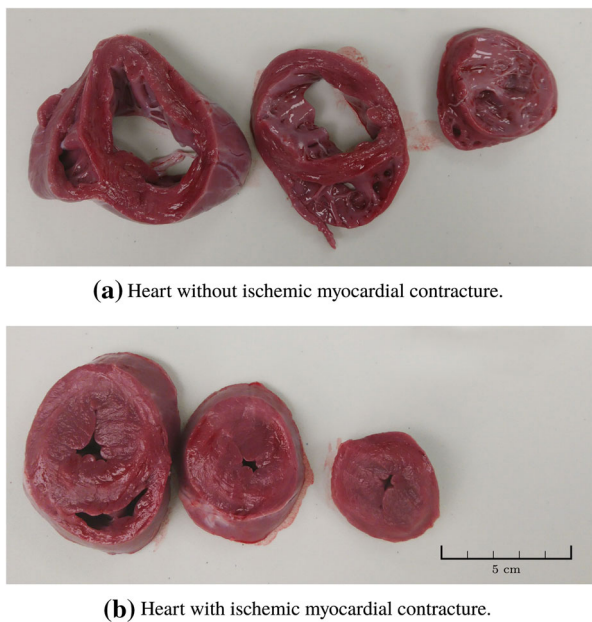 (a) Heart without ischemic myocardial contracture.
5 cm
(b) Heart with ischemic myocardial contracture.